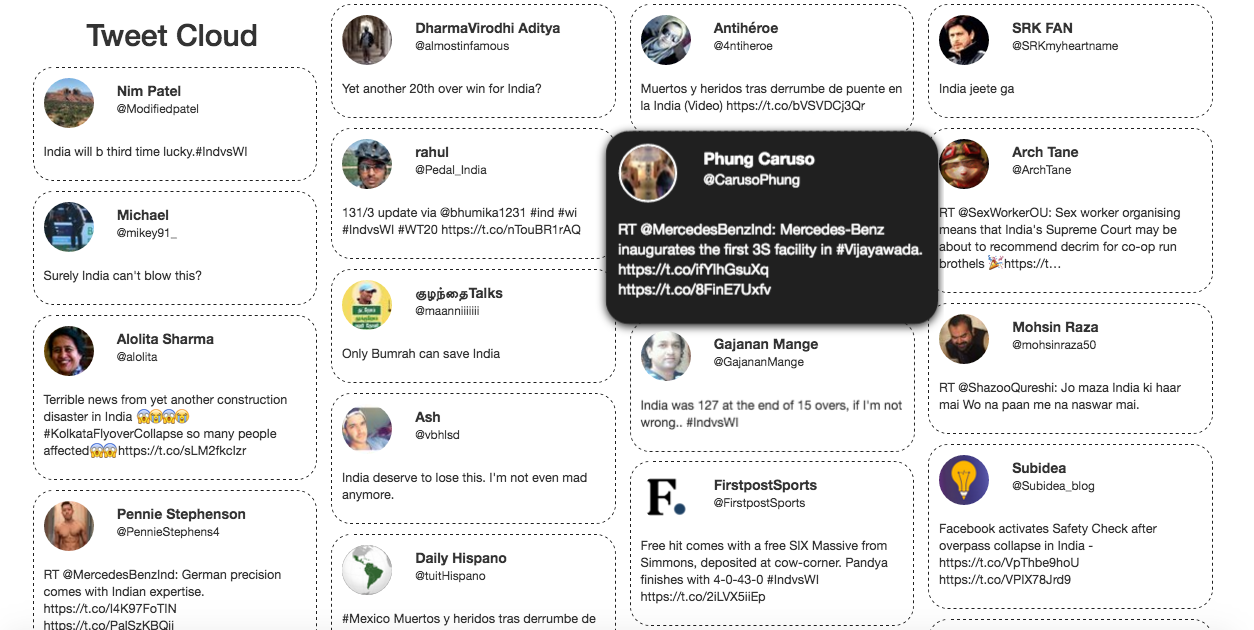 Tweet Cloud
Nim Patel
@Modifiedpatel
India will b third time lucky.#IndvsWI
Michael
@mikey91_
Surely India can't blow this?
Alolita Sharma
@alolita
Terrible news from yet another construction
disaster in India 😱😭😱😭
#KolkataFlyoverCollapse so many people
affected😱😱https://t.co/sLM2fkclzr
Pennie Stephenson
@PennieStephens4
RT @MercedesBenzInd: German precision
comes with Indian expertise.
https://t.co/I4K97FoTlN
https://t.co/PalSzKBQii
DharmaVirodhi Aditya
@almostinfamous
Yet another 20th over win for India?
rahul
@Pedal_India
131/3 update via @bhumika1231 #ind #wi
#IndvsWI #WT20 https://t.co/nTouBR1rAQ
குழந்தைTalks
@maanniiiiiii
Only Bumrah can save India
Ash
@vbhlsd
India deserve to lose this. I'm not even mad
anymore.
Daily Hispano
@tuitHispano
#Mexico Muertos y heridos tras derrumbe de
Antihéroe
@4ntiheroe
Muertos y heridos tras derrumbe de puente en
la India (Video) https://t.co/bVSVDCj3Qr
Phung Caruso
@CarusoPhung
RT @MercedesBenzInd: Mercedes-Benz
inaugurates the first 3S facility in #Vijayawada.
https://t.co/ifYlhGsuXq
https://t.co/8FinE7Uxfv
Gajanan Mange
@GajananMange
India was 127 at the end of 15 overs, if I'm not
wrong.. #IndvsWI
F.
FirstpostSports
@FirstpostSports
Free hit comes with a free SIX Massive from
Simmons, deposited at cow-corner. Pandya
finishes with 4-0-43-0 #IndvsWI
https://t.co/2iLVX5iiEp
SRK FAN
@SRKmyheartname
India jeete ga
Arch Tane
@ArchTane
RT @SexWorkerOU: Sex worker organising
means that India's Supreme Court may be
about to recommend decrim for co-op run
brothels 🎉https://t…
Mohsin Raza
@mohsinraza50
RT @ShazooQureshi: Jo maza India ki haar
mai Wo na paan me na naswar mai.
Subidea
@Subidea_blog
Facebook activates Safety Check after
overpass collapse in India -
https://t.co/VpThbe9hoU
https://t.co/VPlX78Jrd9